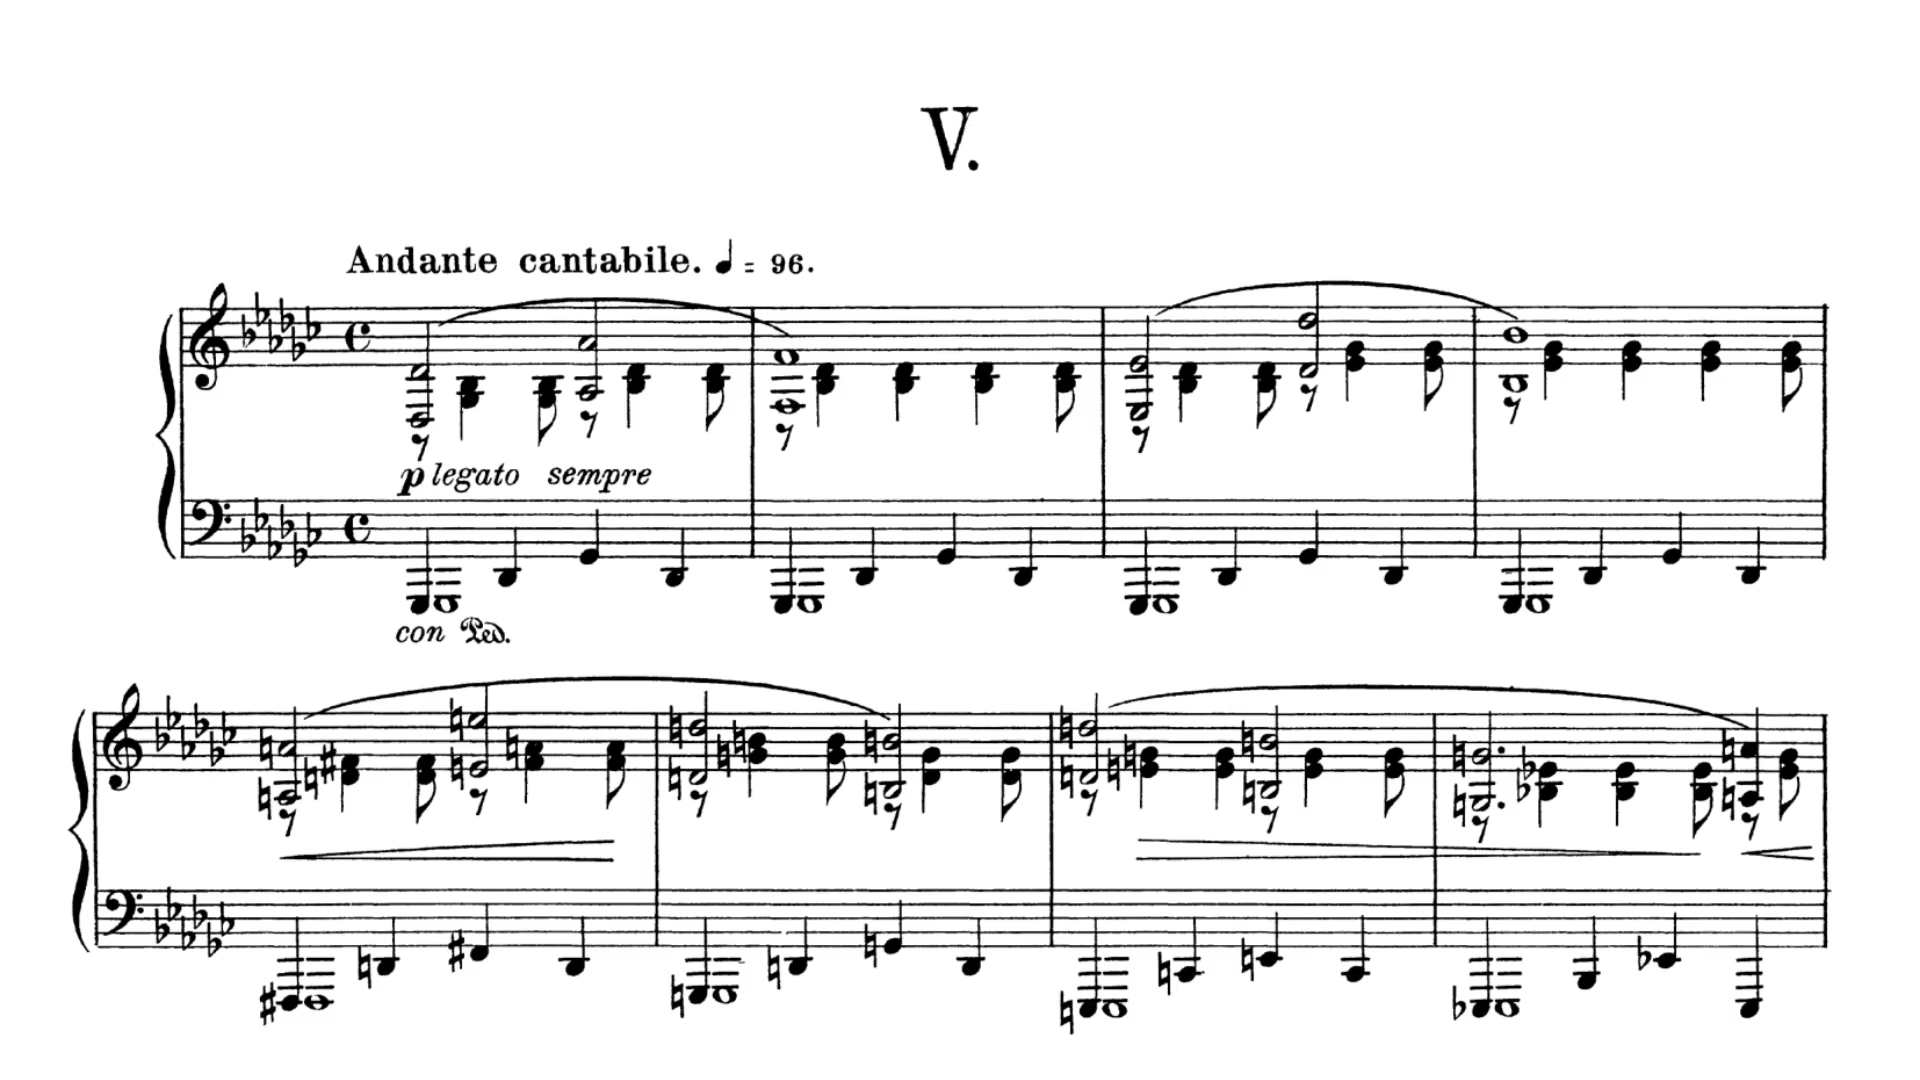 V.
Andante cantabile. ♩ = 96.
p legato sempre
con Ped.